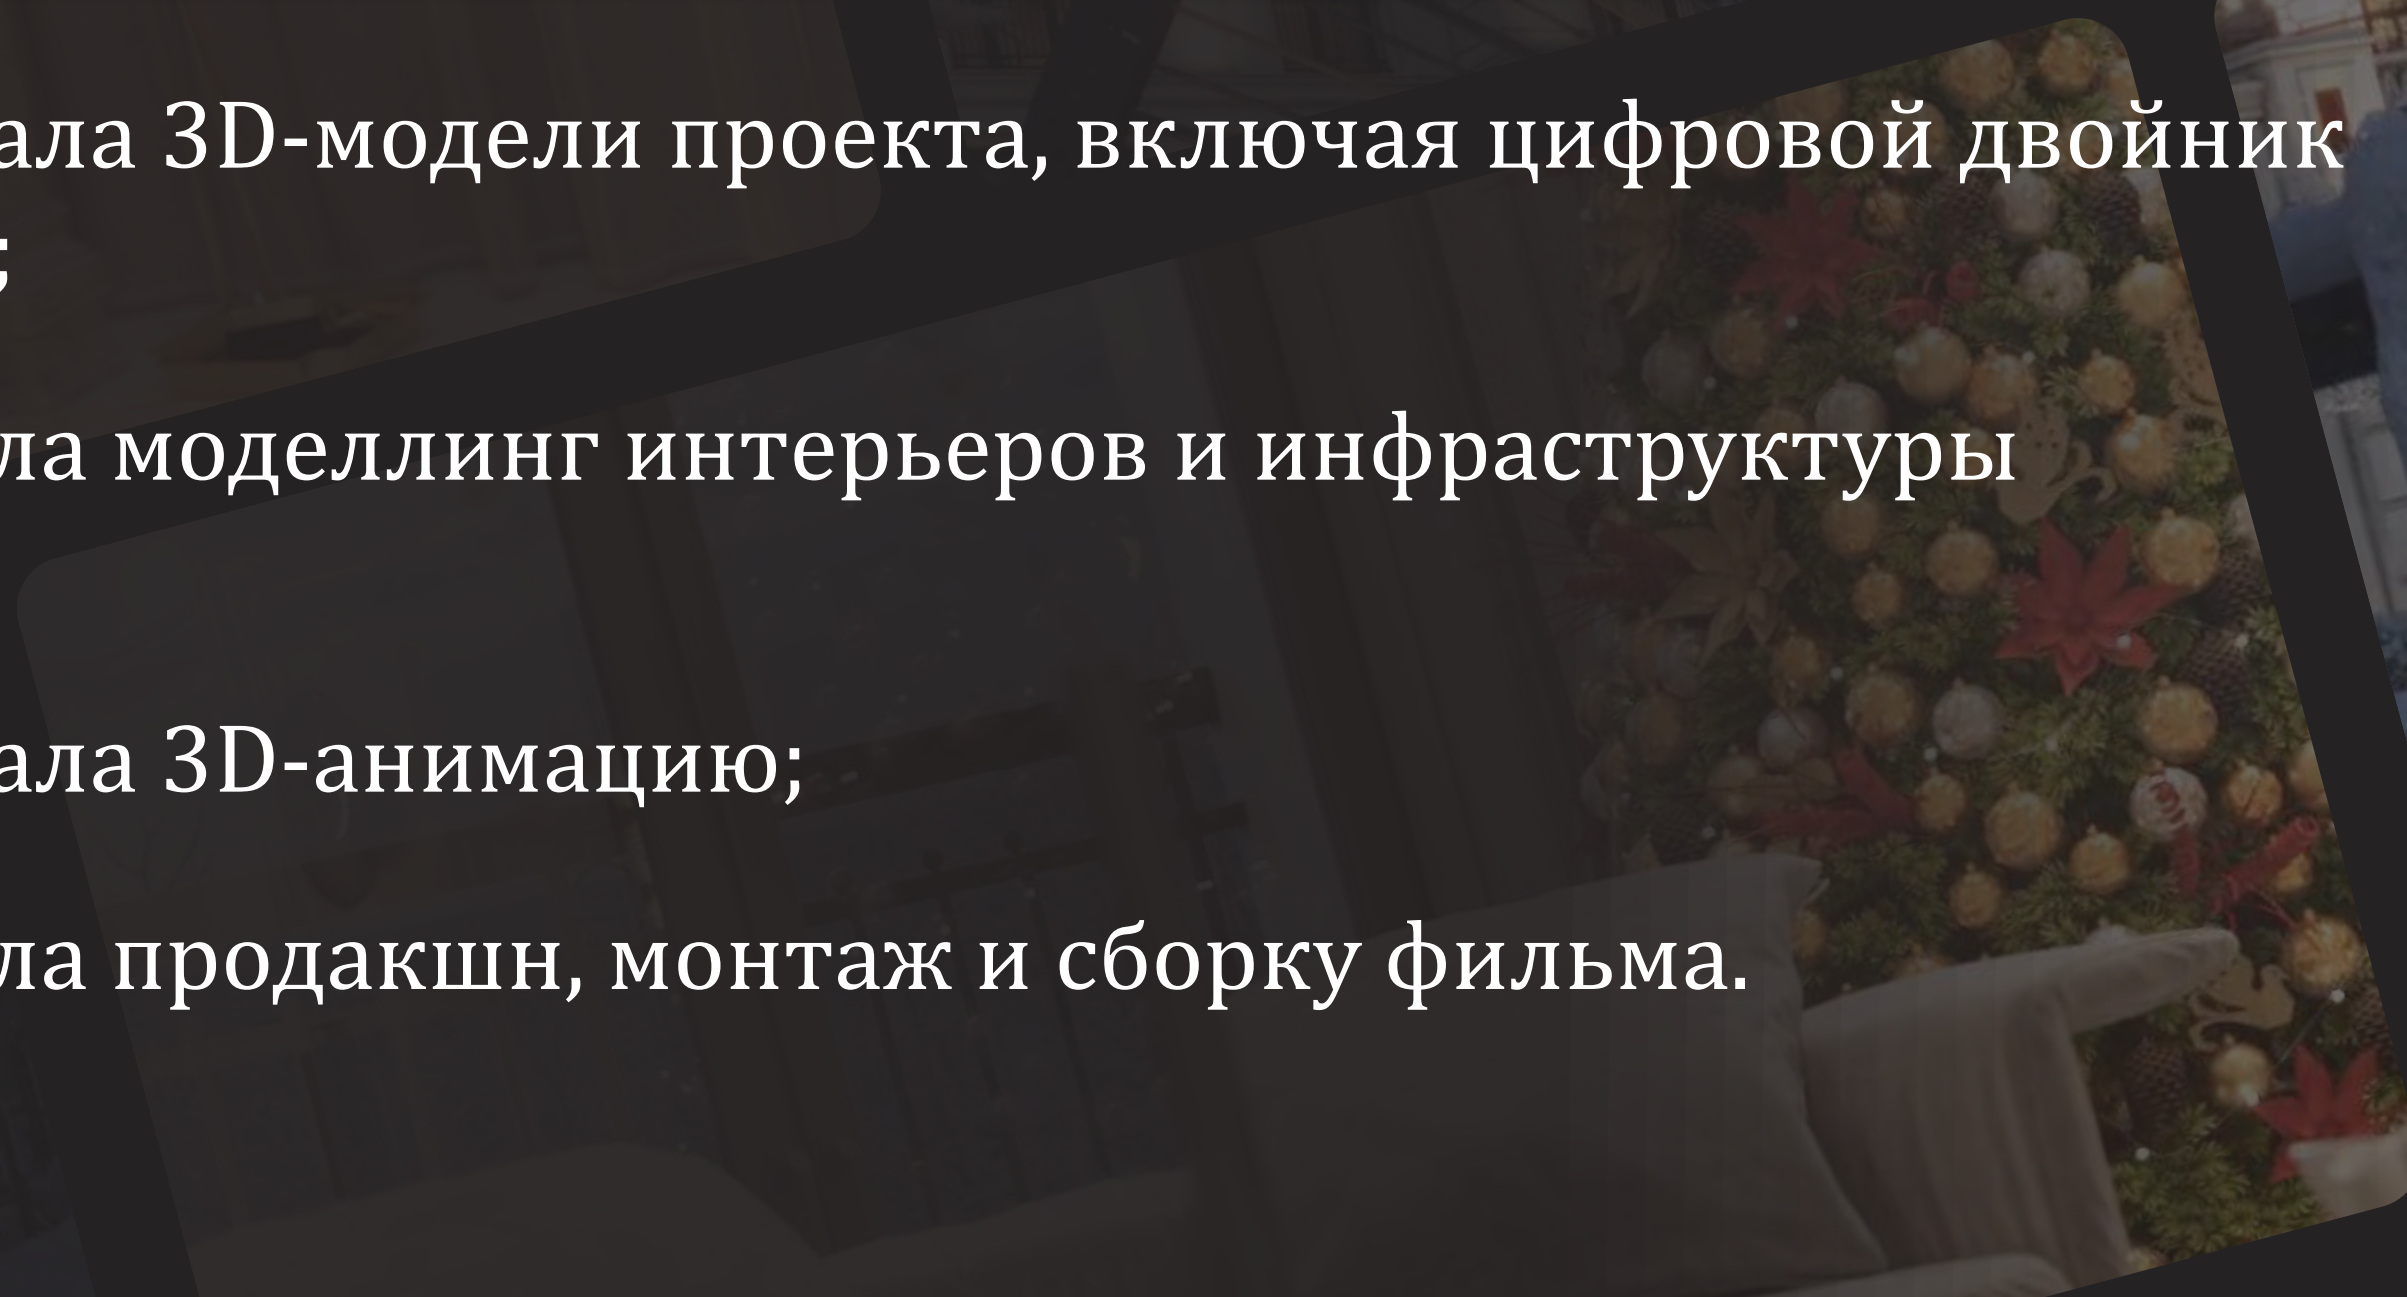 ала 3D-модели проекта, включая цифровой двойник
;
ла моделлинг интерьеров и инфраструктуры
ала 3D-анимацию;
ла продакшн, монтаж и сборку фильма.